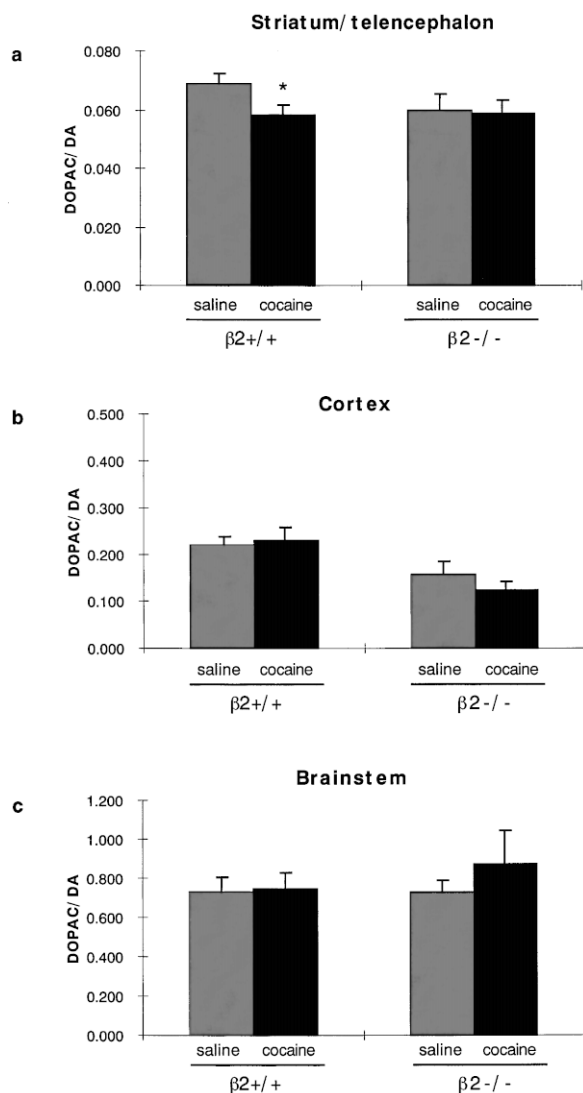 Striatum/telencephalon
a
0.080
*
0.060
0.040
0.020
0.000
DOPAC/DA
saline cocaine saline cocaine
β2+/+ β2-/-
Cortex
b
0.500
0.400
0.300
0.200
0.100
0.000
DOPAC/DA
saline cocaine saline cocaine
β2+/+ β2-/-
Brainstem
c
1.200
1.000
0.800
0.600
0.400
0.200
0.000
DOPAC/DA
saline cocaine saline cocaine
β2+/+ β2-/-